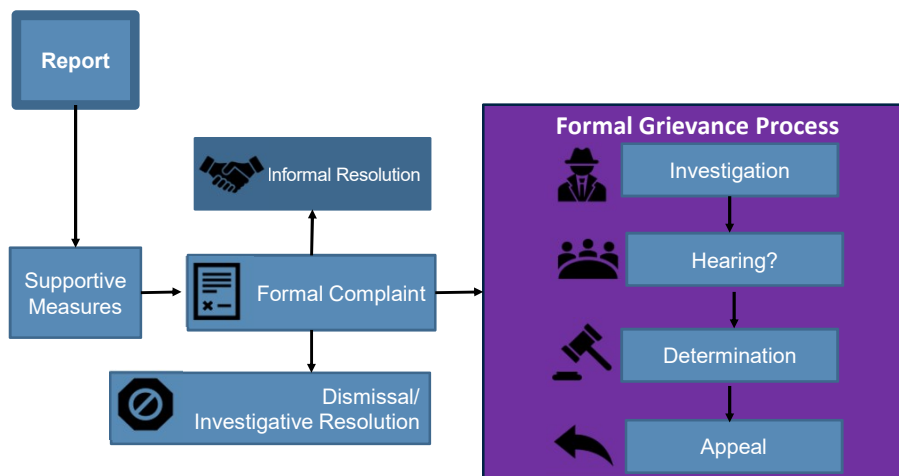 Report
Supportive
Measures
Informal Resolution
Formal Complaint
Dismissal/
Investigative Resolution
Formal Grievance Process
Investigation
Hearing?
Determination
Appeal